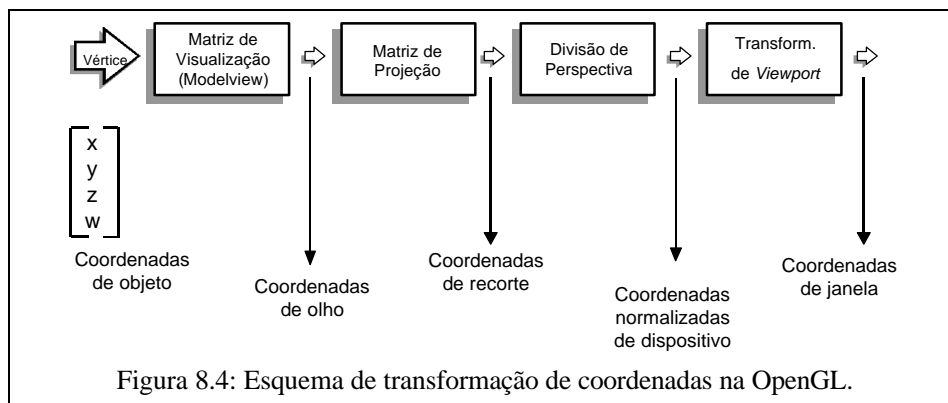 Vértice
Matriz de
Visualização
(Modelview)
Matriz de
Projeção
Divisão de
Perspectiva
Transform.
de Viewport
x
y
z
w
Coordenadas
de objeto
Coordenadas
de olho
Coordenadas
de recorte
Coordenadas
normalizadas
de dispositivo
Coordenadas
de janela
Figura 8.4: Esquema de transformação de coordenadas na OpenGL.